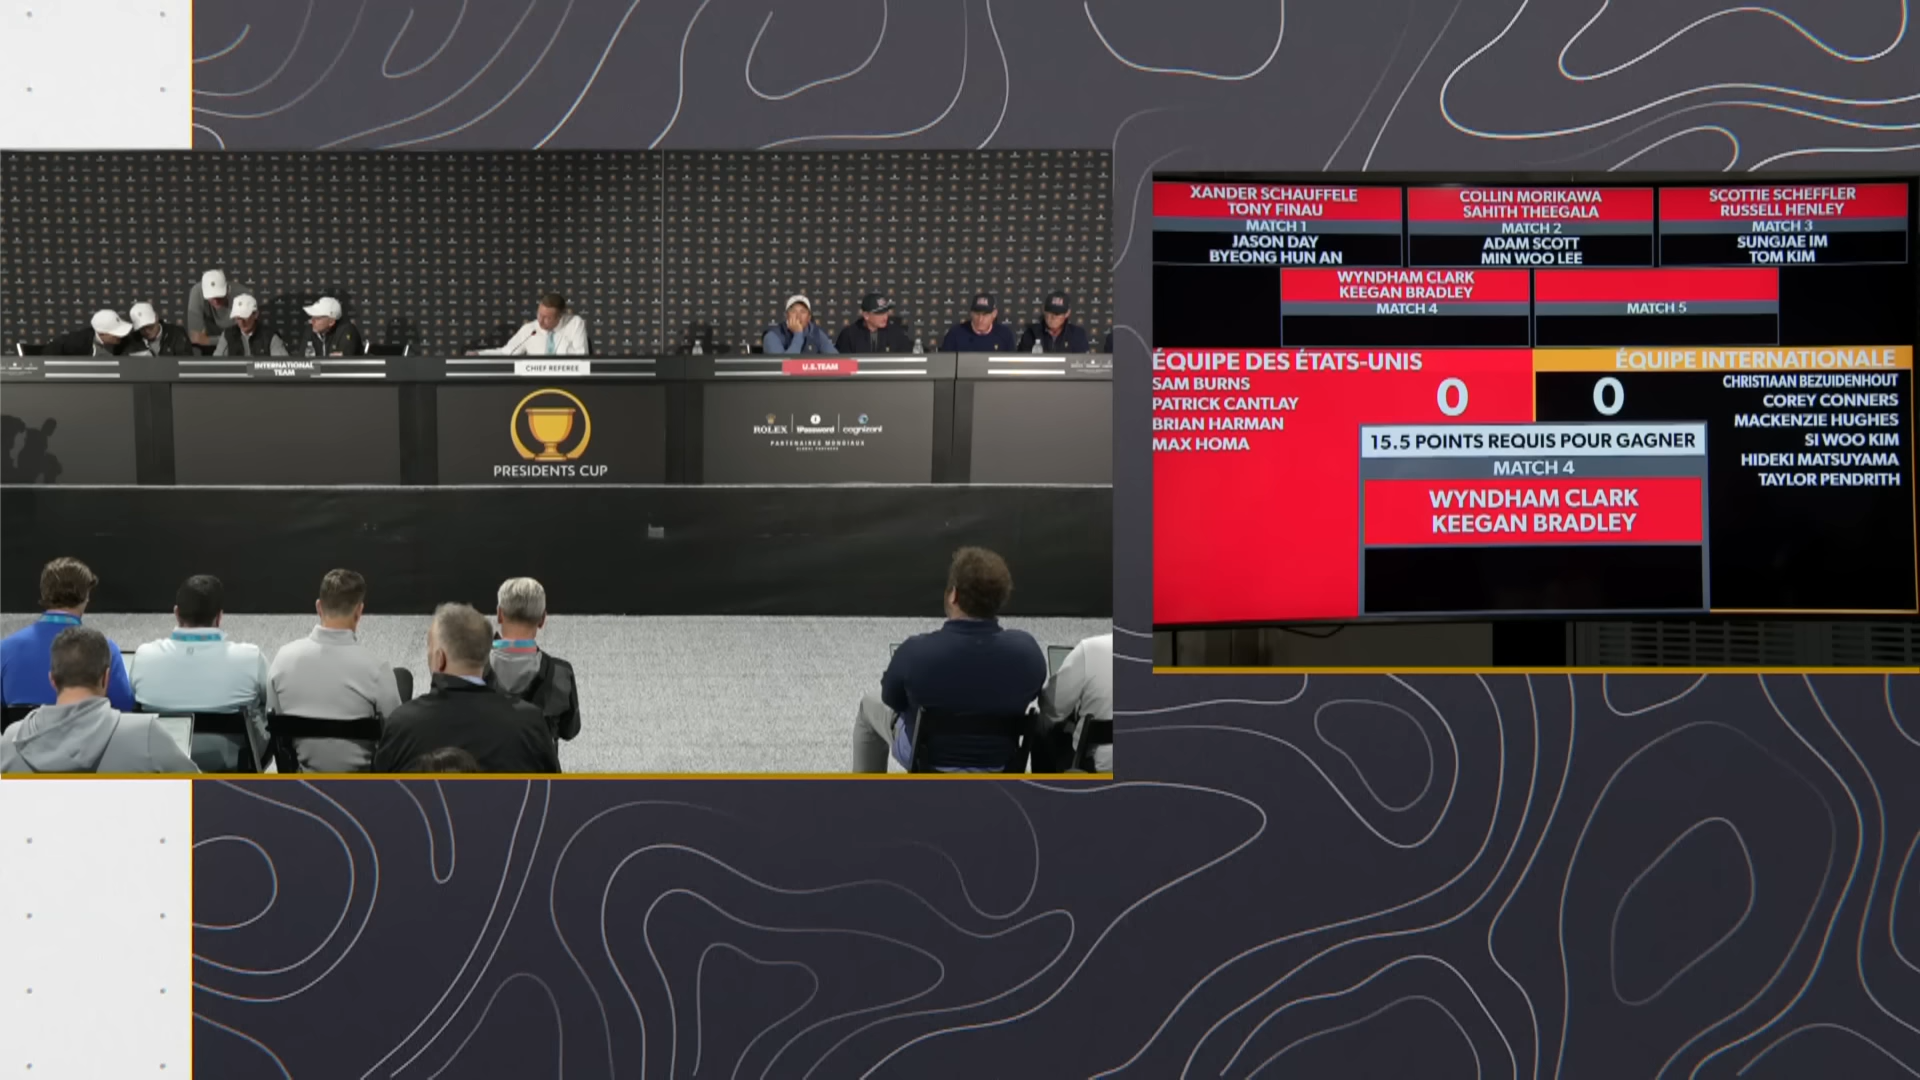 INTERNATIONAL
TEAM
CHIEF REFEREE
U.S. TEAM
PRESIDENTS CUP
ROLEX
1Password
cognizant
PARTENAIRES MONDIAUX
GLOBAL PARTNERS
XANDER SCHAUFFELE
TONY FINAU
MATCH 1
JASON DAY
BYEONG HUN AN
COLLIN MORIKAWA
SAHITH THEEGALA
MATCH 2
ADAM SCOTT
MIN WOO LEE
SCOTTIE SCHEFFLER
RUSSELL HENLEY
MATCH 3
SUNGJAE IM
TOM KIM
WYNDHAM CLARK
KEEGAN BRADLEY
MATCH 4
MATCH 5
ÉQUIPE DES ÉTATS-UNIS
SAM BURNS
PATRICK CANTLAY
BRIAN HARMAN
MAX HOMA
0
0
ÉQUIPE INTERNATIONALE
CHRISTIAAN BEZUIDENHOUT
COREY CONNERS
MACKENZIE HUGHES
SI WOO KIM
HIDEKI MATSUYAMA
TAYLOR PENDRITH
15.5 POINTS REQUIS POUR GAGNER
MATCH 4
WYNDHAM CLARK
KEEGAN BRADLEY